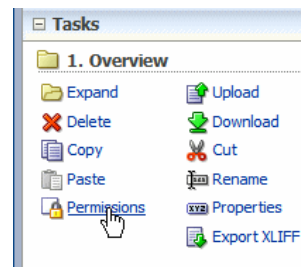 Tasks
1. Overview
Expand
Upload
Delete
Download
Copy
Cut
Paste
Rename
Permissions
Properties
Export XLIFF